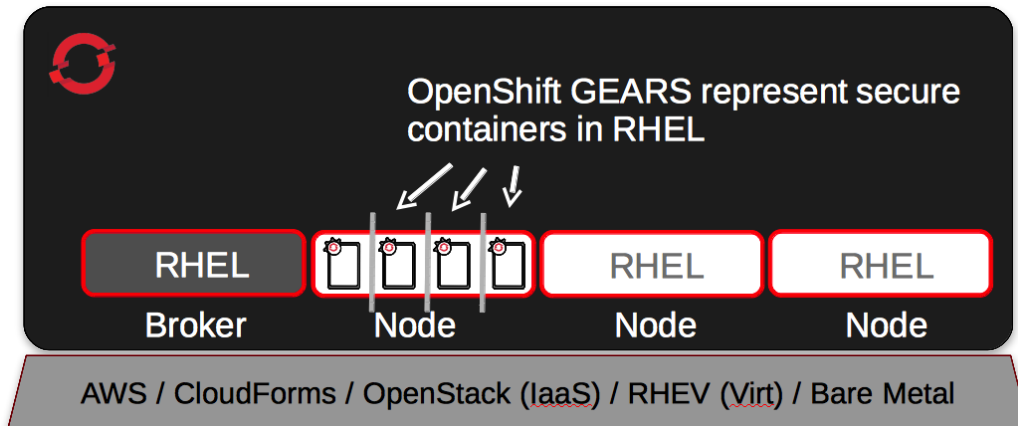 OpenShift GEARS represent secure
containers in RHEL
RHEL
RHEL
RHEL
Broker
Node
Node
Node
AWS / CloudForms / OpenStack (IaaS) / RHEV (Virt) / Bare Metal